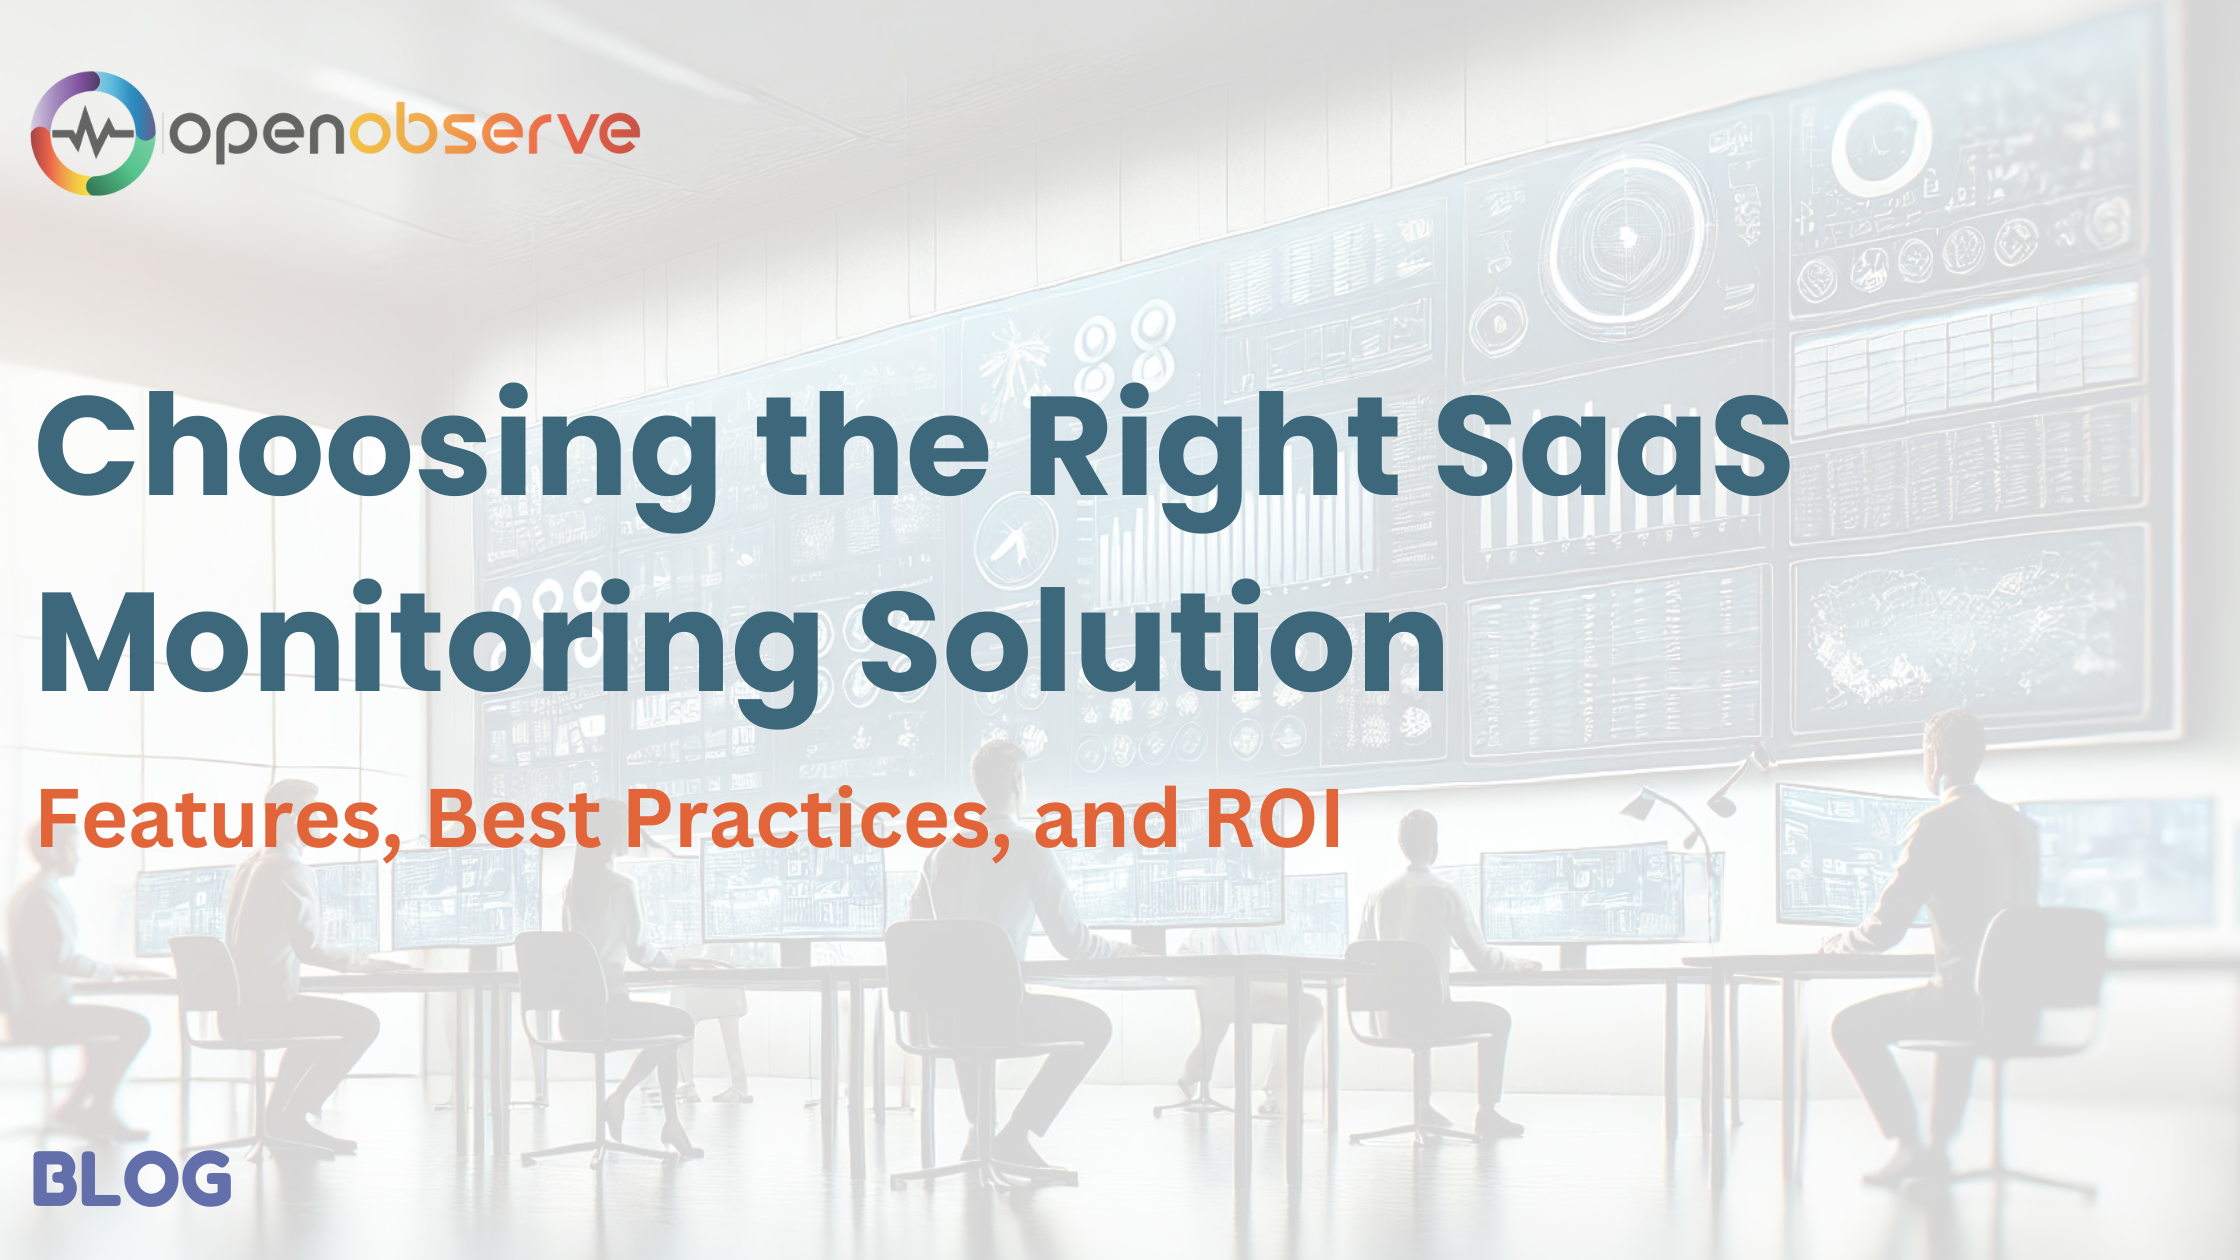 openobserve
Choosing the Right SaaS
Monitoring Solution
Features, Best Practices, and ROI
BLOG